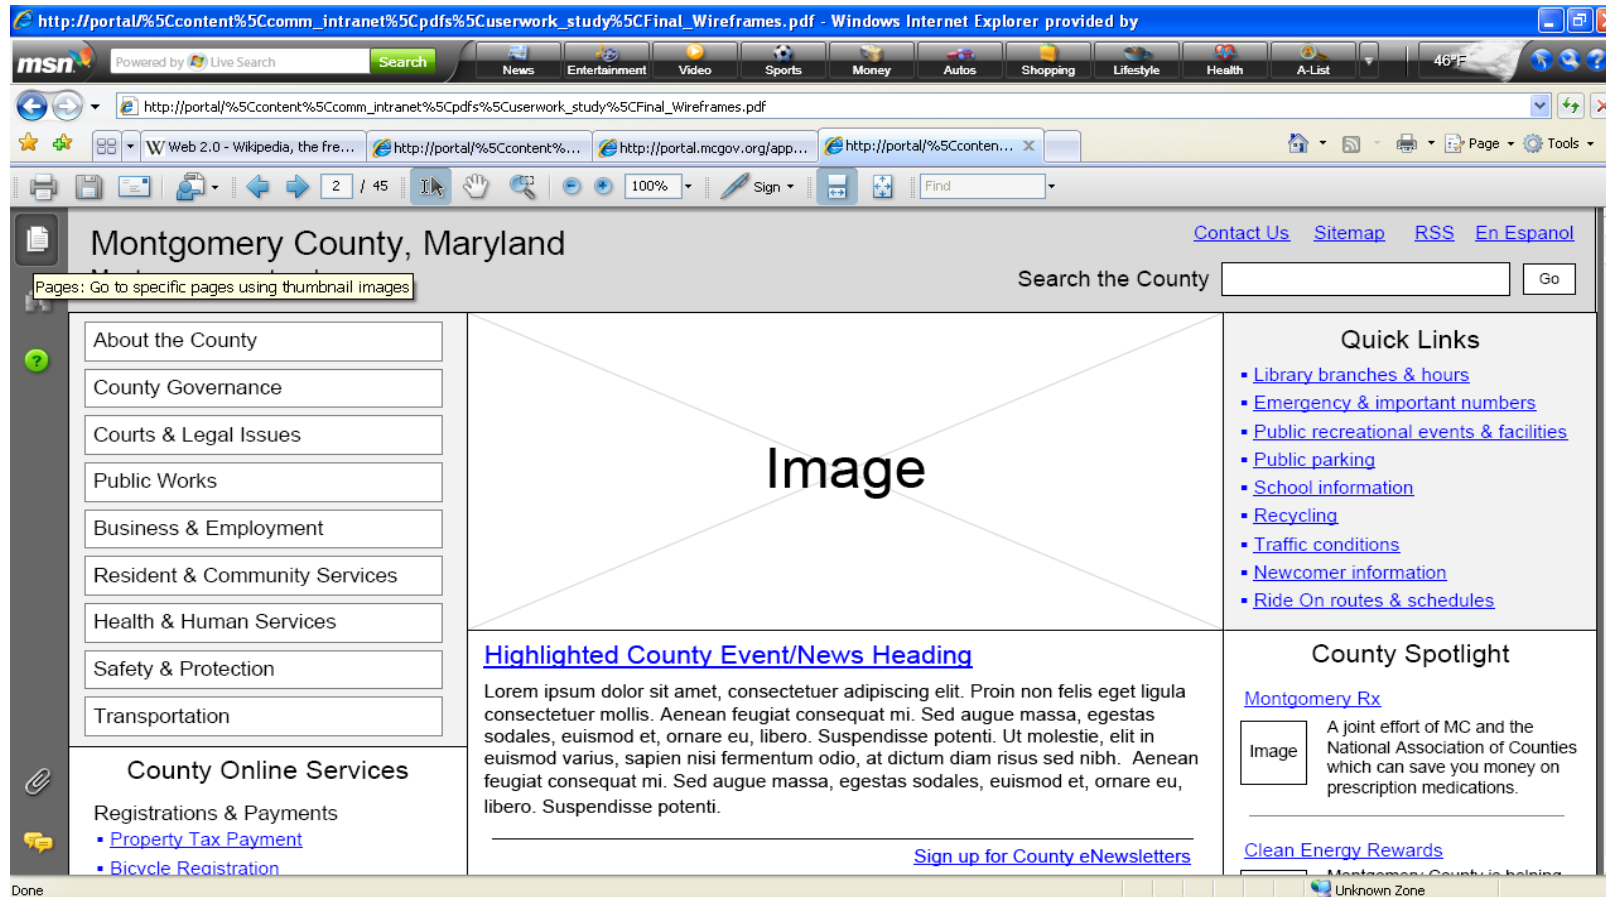 http://portal/%5Ccontent%5Ccomm_intranet%5Cpdfs%5Cuserwork_study%5CFinal_Wireframes.pdf - Windows Internet Explorer provided by
msn Powered by Live Search Search News Entertainment Video Sports Money Autos Shopping Lifestyle Health A-List 46°F
http://portal/%5Ccontent%5Ccomm_intranet%5Cpdfs%5Cuserwork_study%5CFinal_Wireframes.pdf
Web 2.0 - Wikipedia, the fre... http://portal/%5Ccontent%... http://portal.mcgov.org/app... http://portal/%5Cconten... Page Tools
2 / 45 100% Sign Find
Montgomery County, Maryland
Contact Us Sitemap RSS En Espanol
Search the County Go
Pages: Go to specific pages using thumbnail images
About the County
County Governance
Courts & Legal Issues
Public Works
Business & Employment
Resident & Community Services
Health & Human Services
Safety & Protection
Transportation
County Online Services
Registrations & Payments
Property Tax Payment
Bicycle Registration
Image
Highlighted County Event/News Heading
Lorem ipsum dolor sit amet, consectetuer adipiscing elit. Proin non felis eget ligula
consectetuer mollis. Aenean feugiat consequat mi. Sed augue massa, egestas
sodales, euismod et, ornare eu, libero. Suspendisse potenti. Ut molestie, elit in
euismod varius, sapien nisi fermentum odio, at dictum diam risus sed nibh. Aenean
feugiat consequat mi. Sed augue massa, egestas sodales, euismod et, ornare eu,
libero. Suspendisse potenti.
Sign up for County eNewsletters
Quick Links
Library branches & hours
Emergency & important numbers
Public recreational events & facilities
Public parking
School information
Recycling
Traffic conditions
Newcomer information
Ride On routes & schedules
County Spotlight
Montgomery Rx
Image
A joint effort of MC and the
National Association of Counties
which can save you money on
prescription medications.
Clean Energy Rewards
Montgomery County is helping
Done Unknown Zone